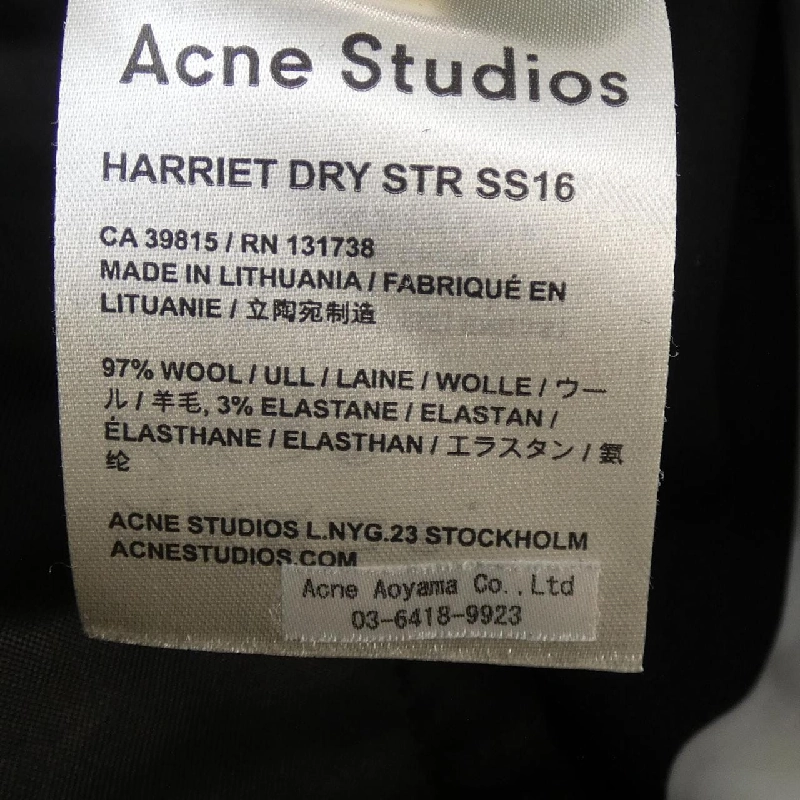 Acne Studios
HARRIET DRY STR SS16
CA 39815 / RN 131738
MADE IN LITHUANIA / FABRIQUÉ EN
LITUANIE / 立陶宛制造
97% WOOL / ULL / LAINE / WOLLE / ウー
ル / 羊毛, 3% ELASTANE / ELASTAN /
ÉLASTHANE / ELASTHAN / エラスタン / 氨
纶
ACNE STUDIOS L.NYG.23 STOCKHOLM
ACNESTUDIOS.COM
Acne Aoyama Co.,Ltd
03-6418-9923